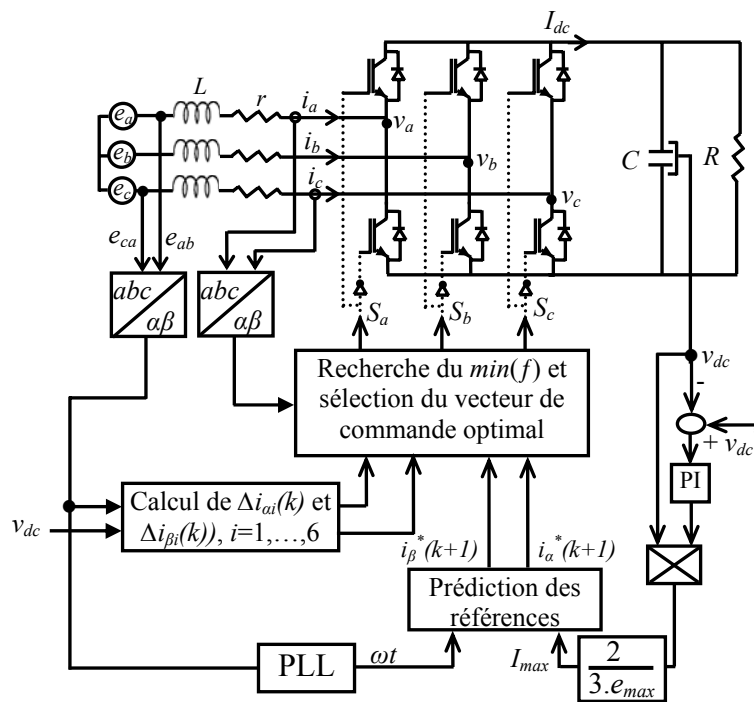 I_dc
L
r
i_a
e_a
v_a
e_b
i_b
v_b
C
R
e_c
i_c
v_c
e_ca
e_ab
abc
αβ
abc
αβ
S_a
S_b
S_c
v_dc
Recherche du min(f) et
sélection du vecteur de
commande optimal
-
+
v_dc
PI
Calcul de Δi_αi(k) et
Δi_βi(k)), i=1,…,6
v_dc
i_β*(k+1)
i_α*(k+1)
Prédiction des
références
PLL
ωt
I_max
2
3.e_max